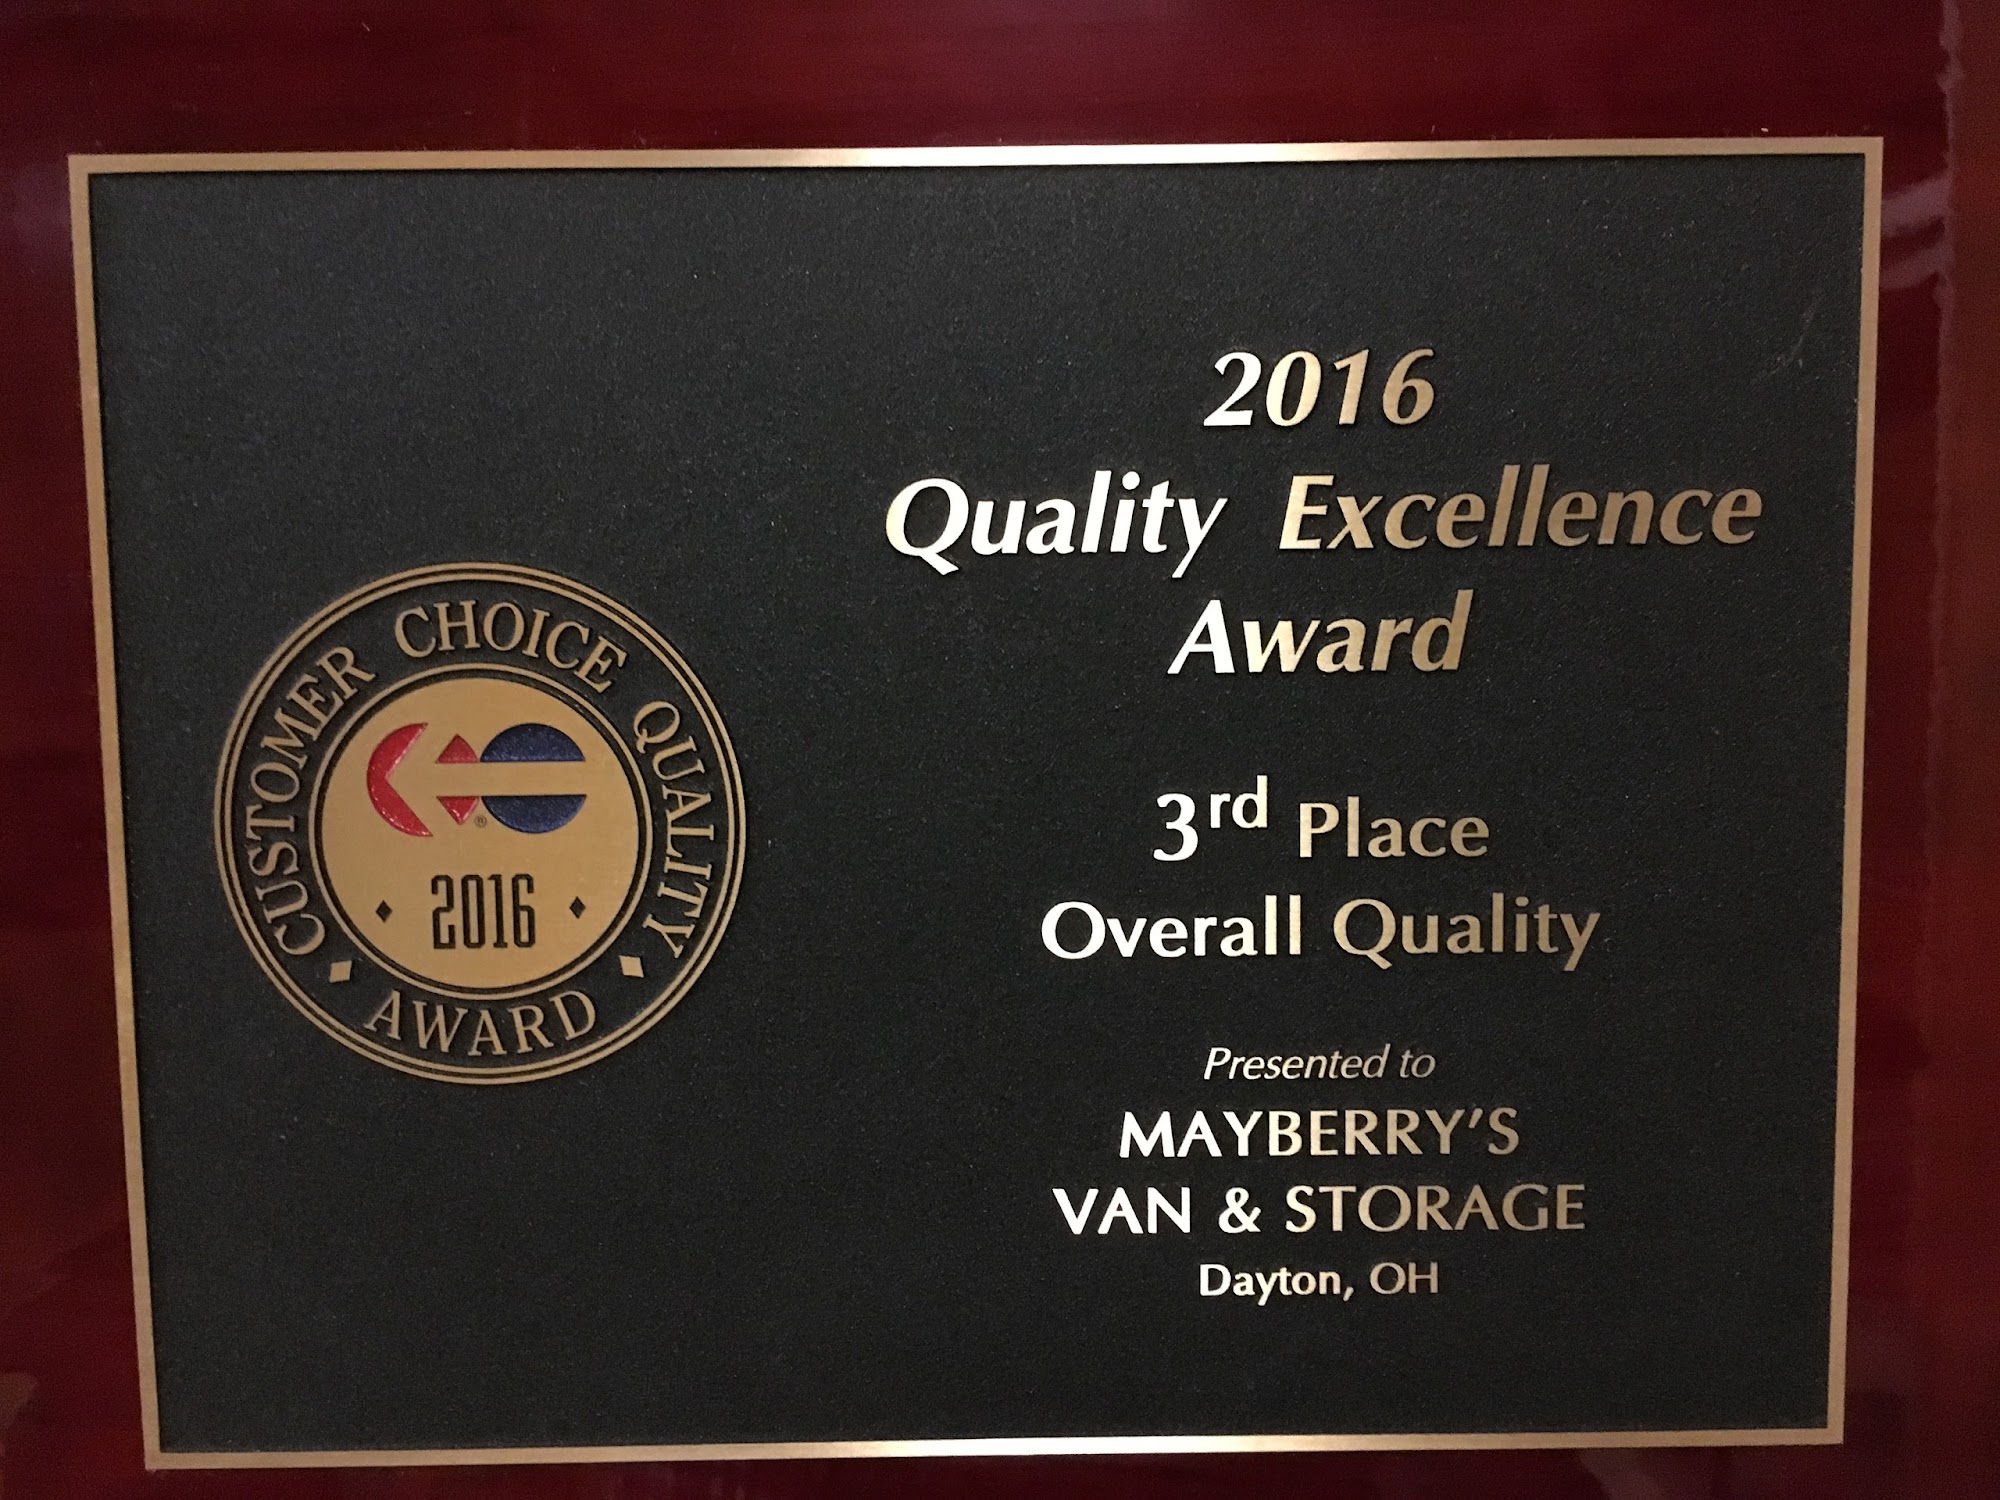 CUSTOMER CHOICE QUALITY
®
2016
AWARD
2016
Quality Excellence
Award
3rd Place
Overall Quality
Presented to
MAYBERRY'S
VAN & STORAGE
Dayton, OH